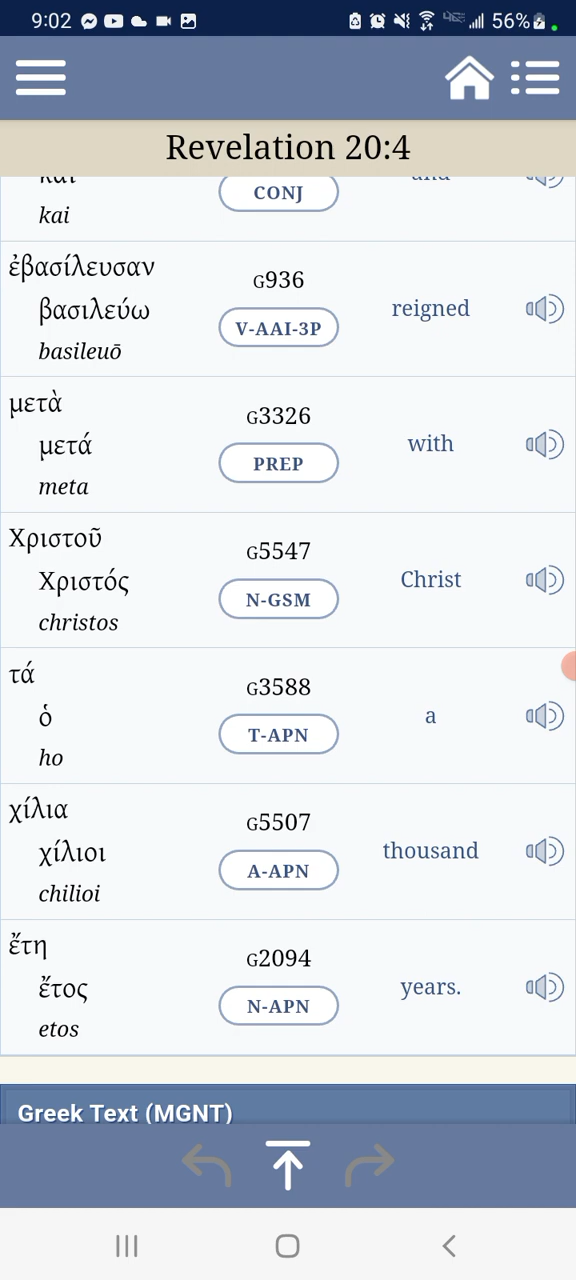 9:02
56%
Revelation 20:4
καί
kai
CONJ
and
ἐβασίλευσαν
βασιλεύω
basileuō
G936
V-AAI-3P
reigned
μετὰ
μετά
meta
G3326
PREP
with
Χριστοῦ
Χριστός
christos
G5547
N-GSM
Christ
τά
ὁ
ho
G3588
T-APN
a
χίλια
χίλιοι
chilioi
G5507
A-APN
thousand
ἔτη
ἔτος
etos
G2094
N-APN
years.
Greek Text (MGNT)